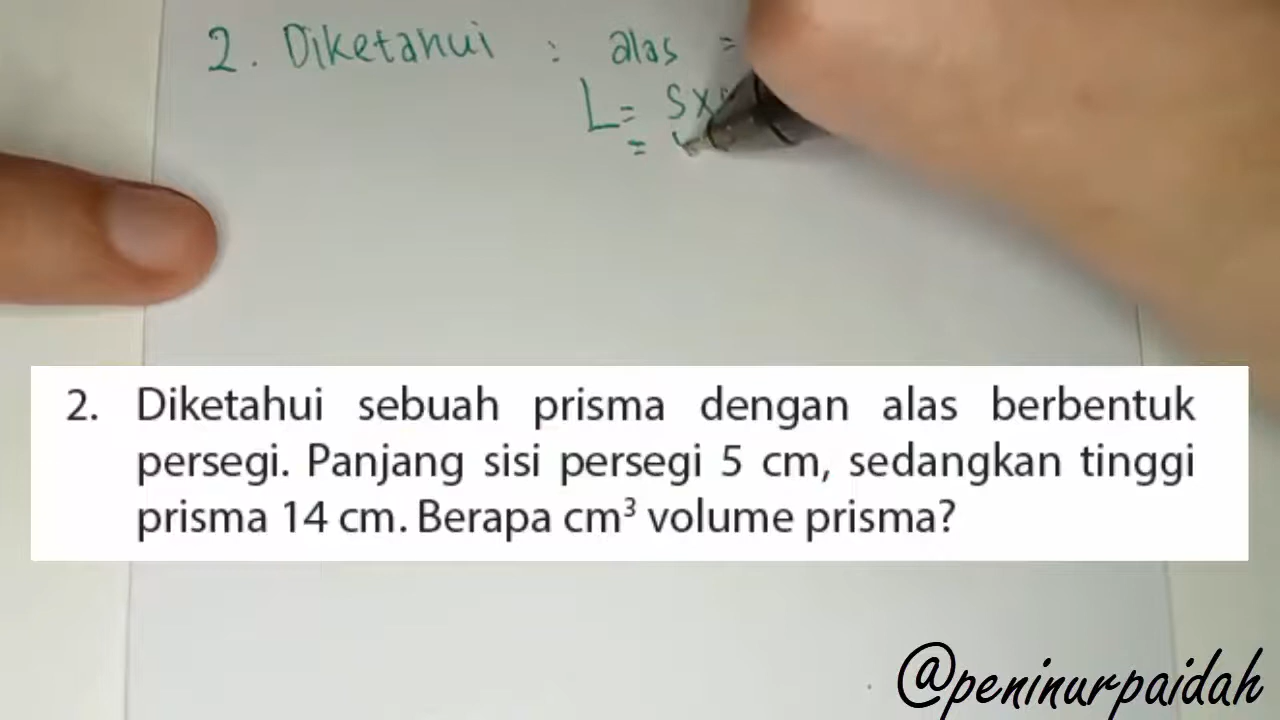 2. Diketahui : alas =
L = S X
=
2. Diketahui sebuah prisma dengan alas berbentuk
persegi. Panjang sisi persegi 5 cm, sedangkan tinggi
prisma 14 cm. Berapa cm³ volume prisma?
@peninurpaidah